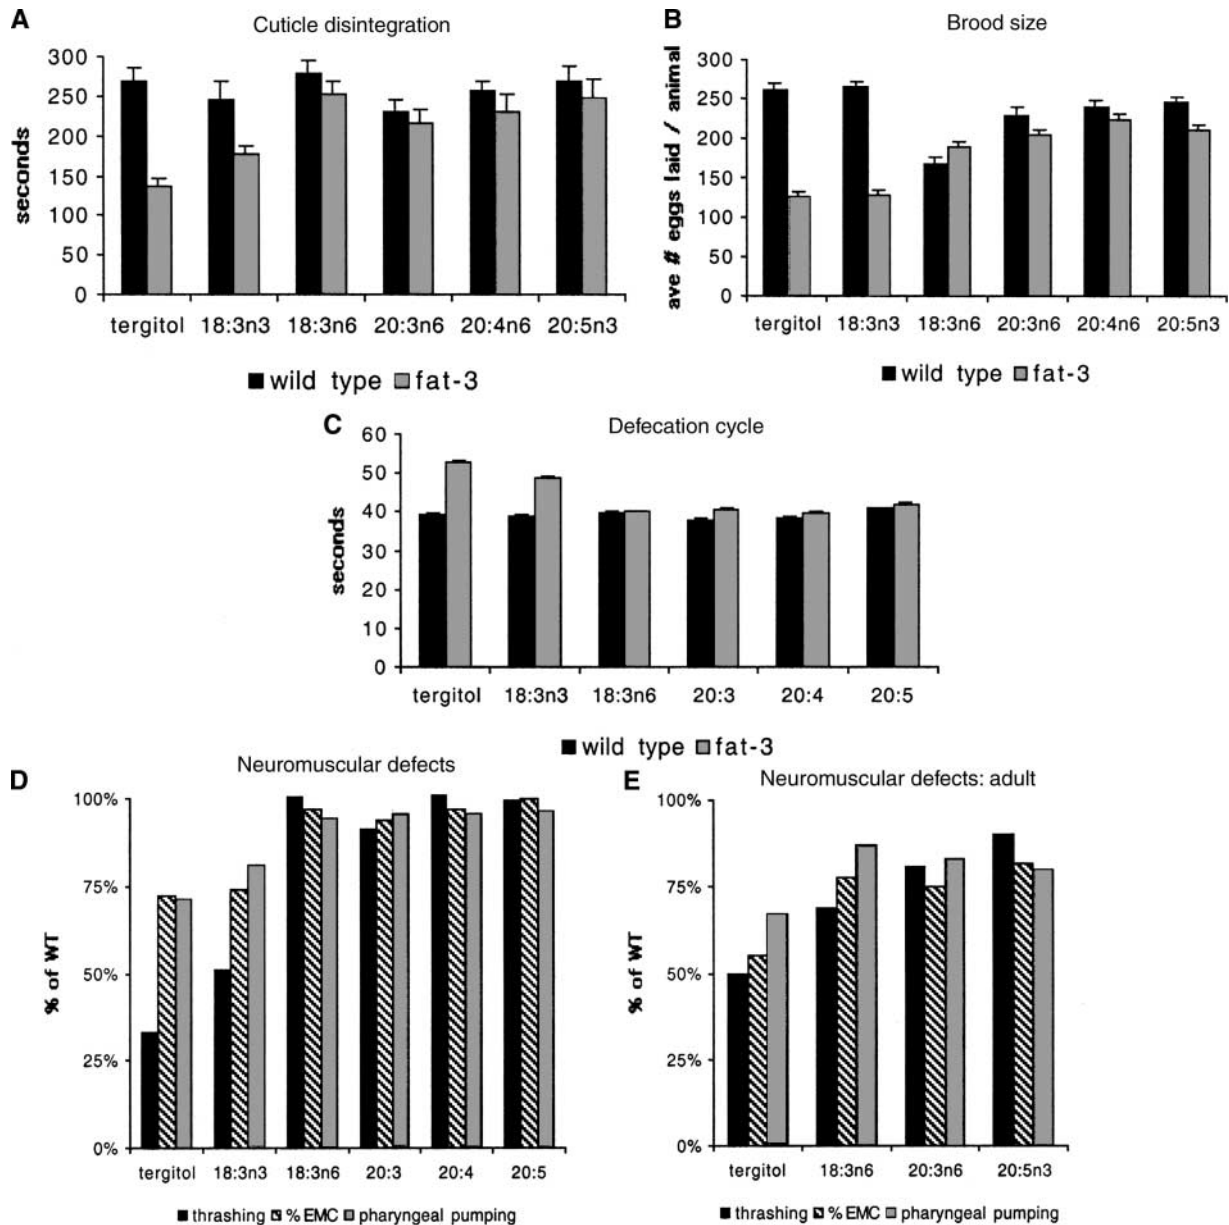 A
Cuticle disintegration
300
250
200
150
100
50
0
seconds
tergitol 18:3n3 18:3n6 20:3n6 20:4n6 20:5n3
wild type fat-3
B
Brood size
300
250
200
150
100
50
0
ave # eggs laid / animal
tergitol 18:3n3 18:3n6 20:3n6 20:4n6 20:5n3
wild type fat-3
C
Defecation cycle
60
50
40
30
20
10
0
seconds
tergitol 18:3n3 18:3n6 20:3 20:4 20:5
wild type fat-3
D
Neuromuscular defects
100%
75%
50%
25%
0%
% of WT
tergitol 18:3n3 18:3n6 20:3 20:4 20:5
thrashing % EMC pharyngeal pumping
E
Neuromuscular defects: adult
100%
75%
50%
25%
0%
% of WT
tergitol 18:3n6 20:3n6 20:5n3
thrashing % EMC pharyngeal pumping